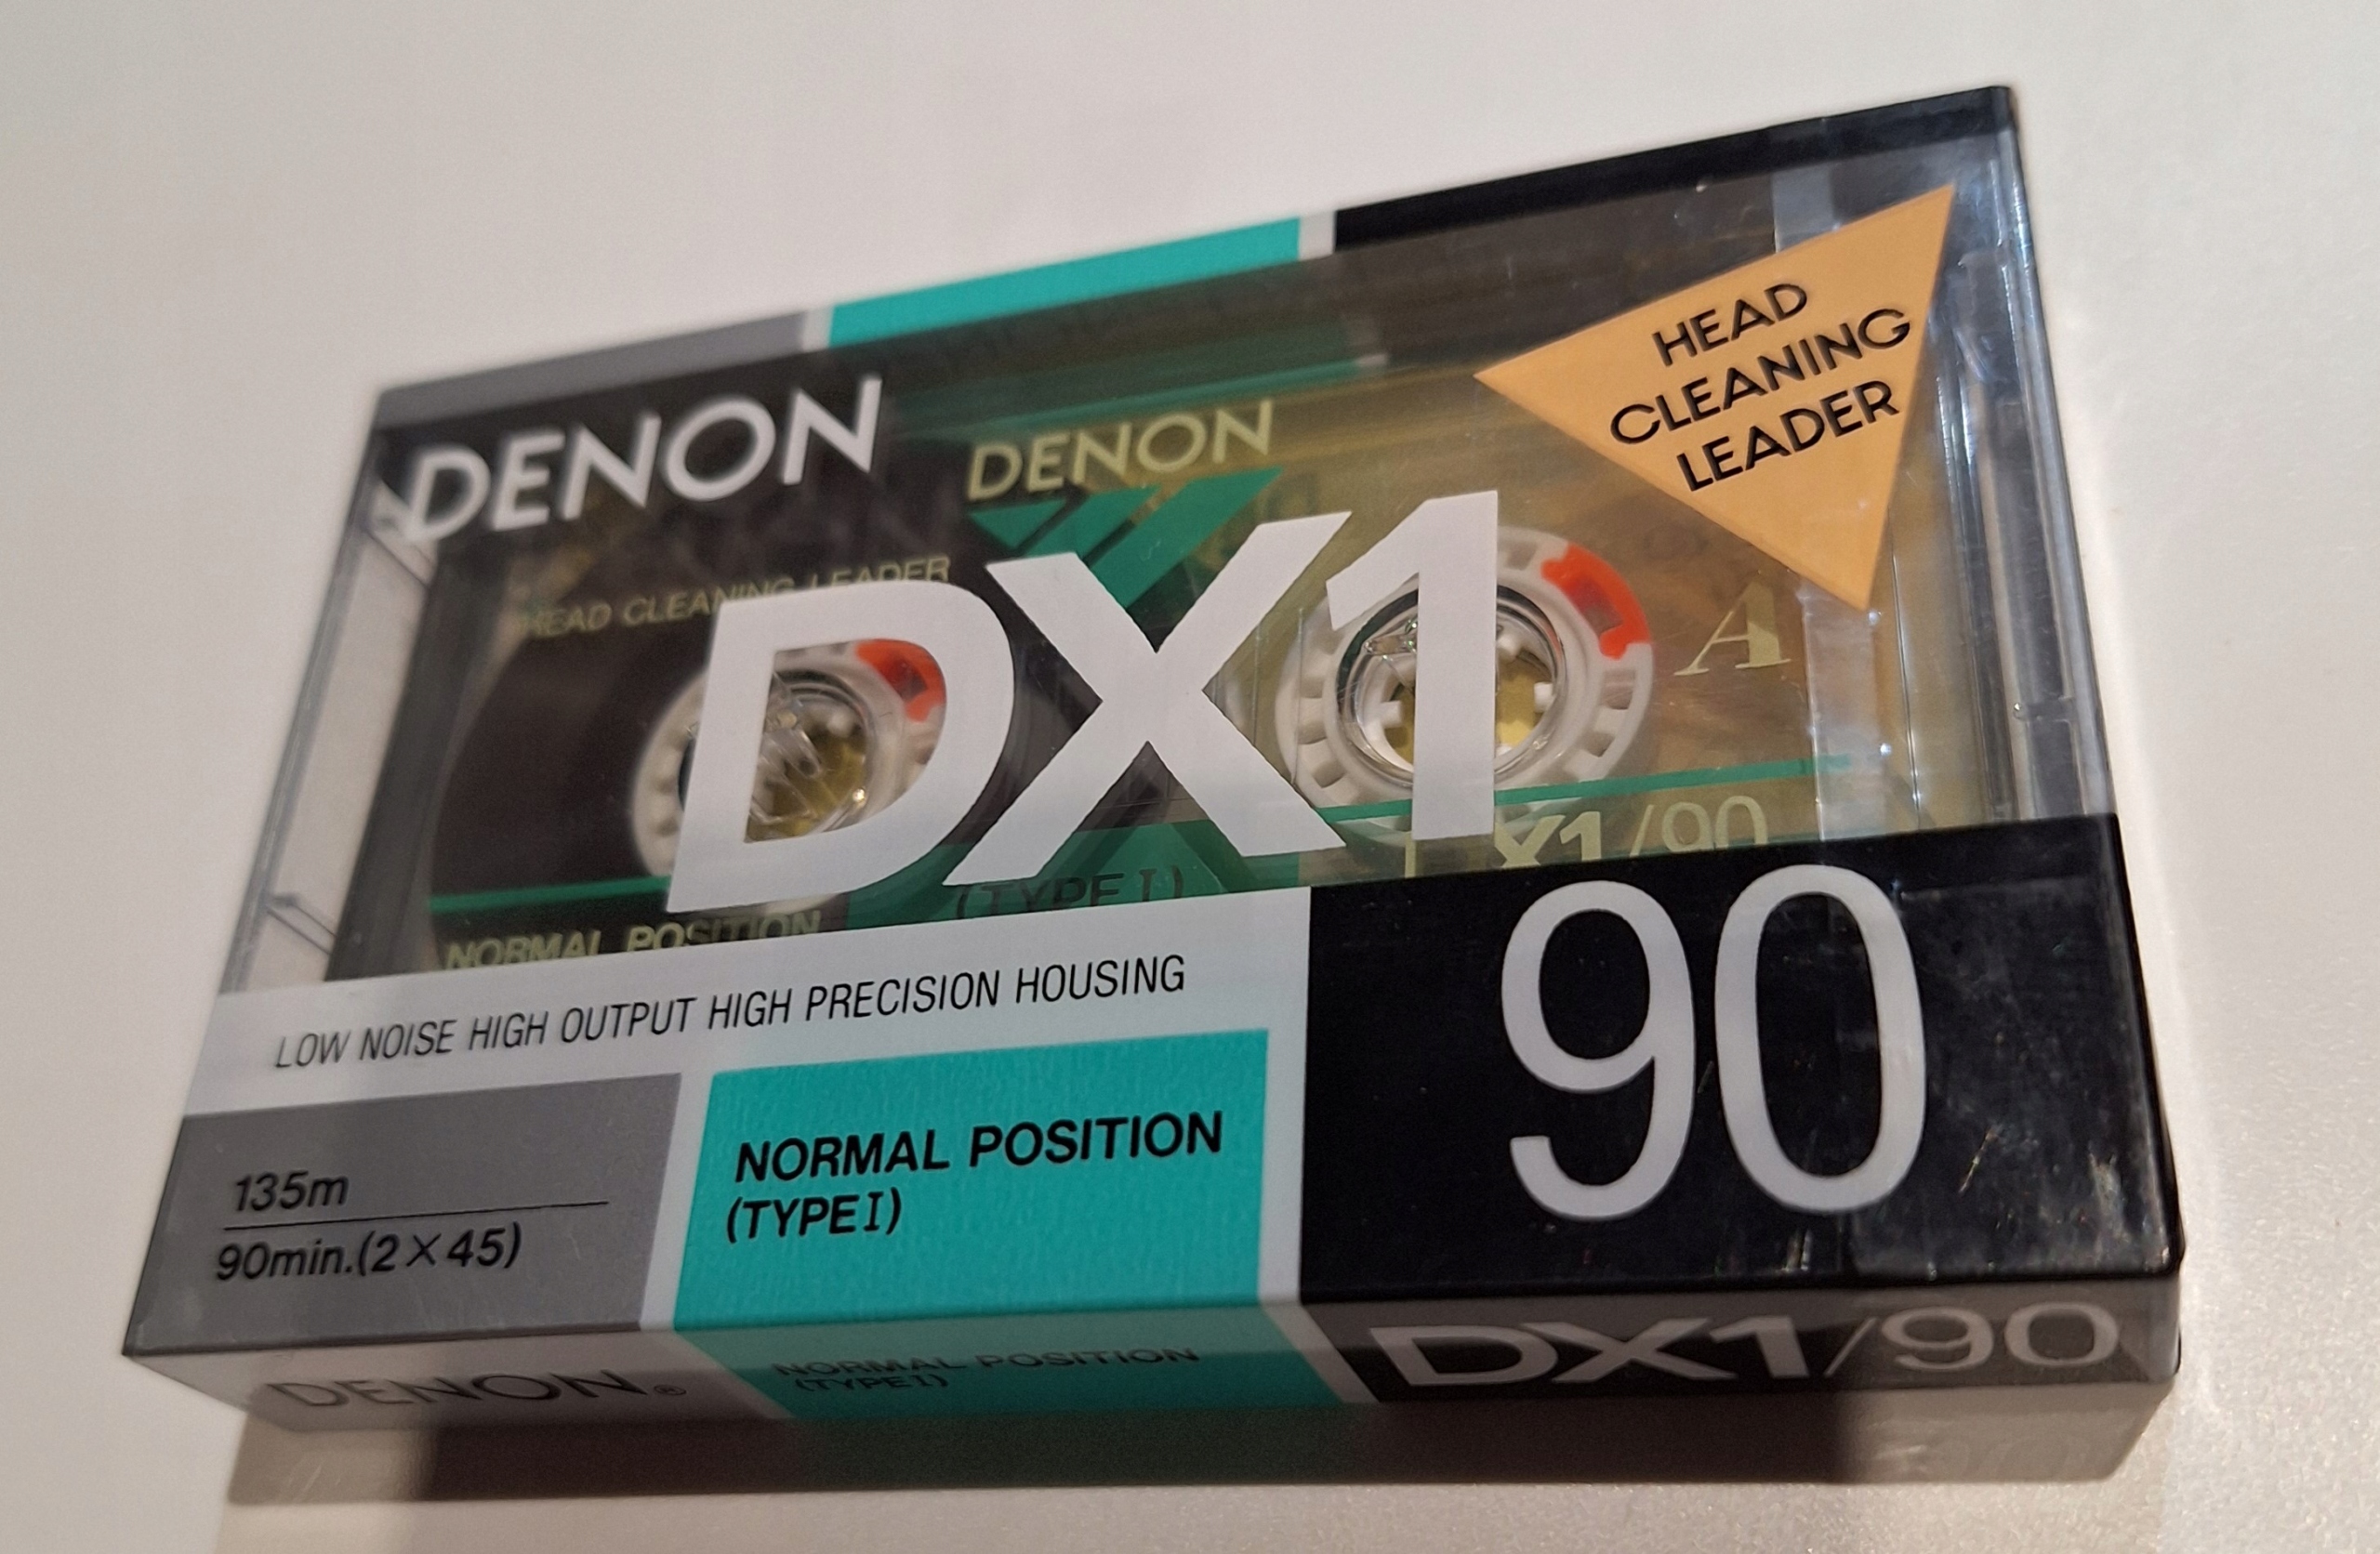 DENON
HEAD
CLEANING
LEADER
DENON
HEAD CLEANING LEADER
DX1
A
X1/90
(TYPE I)
NORMAL POSITION
LOW NOISE HIGH OUTPUT HIGH PRECISION HOUSING
90
135m
90min.(2×45)
NORMAL POSITION
(TYPE I)
DENON®
NORMAL POSITION
(TYPE I)
DX1/90